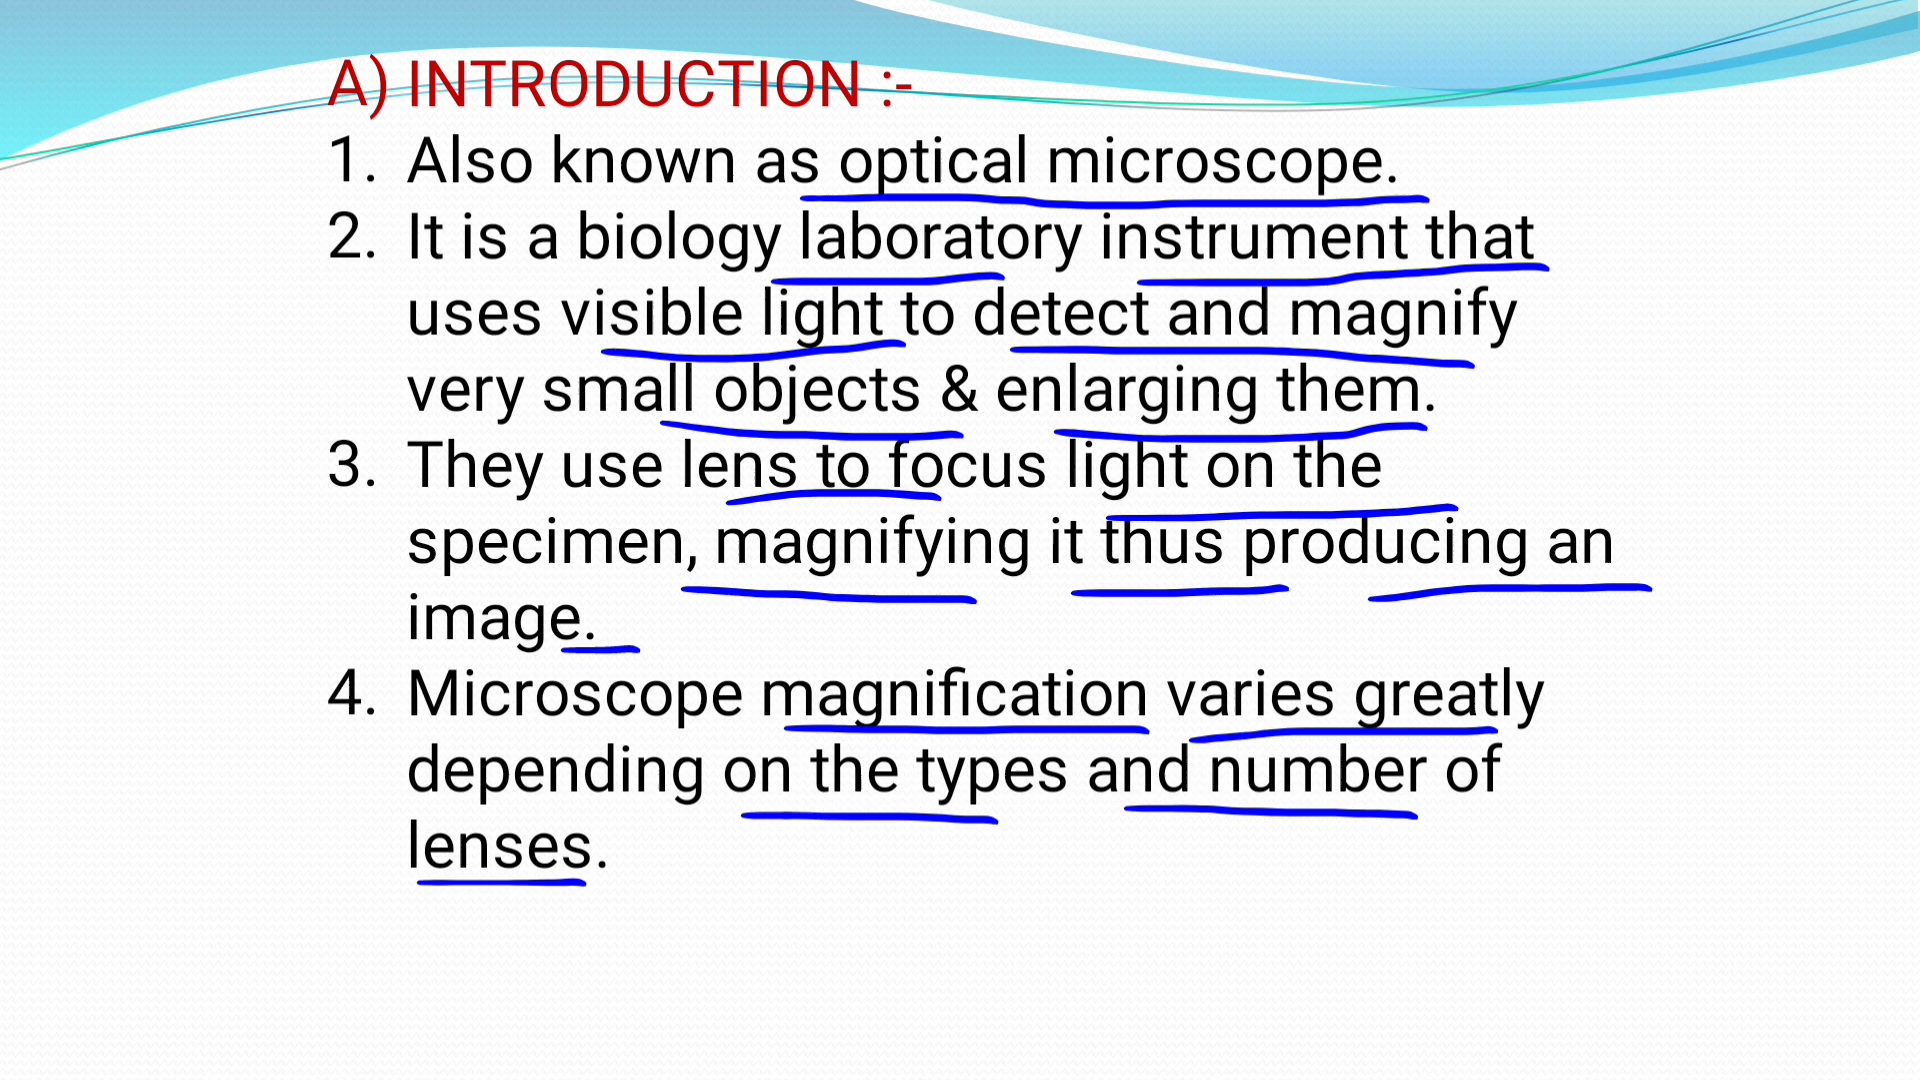 A) INTRODUCTION :-
1. Also known as optical microscope.
2. It is a biology laboratory instrument that
uses visible light to detect and magnify
very small objects & enlarging them.
3. They use lens to focus light on the
specimen, magnifying it thus producing an
image.
4. Microscope magnification varies greatly
depending on the types and number of
lenses.